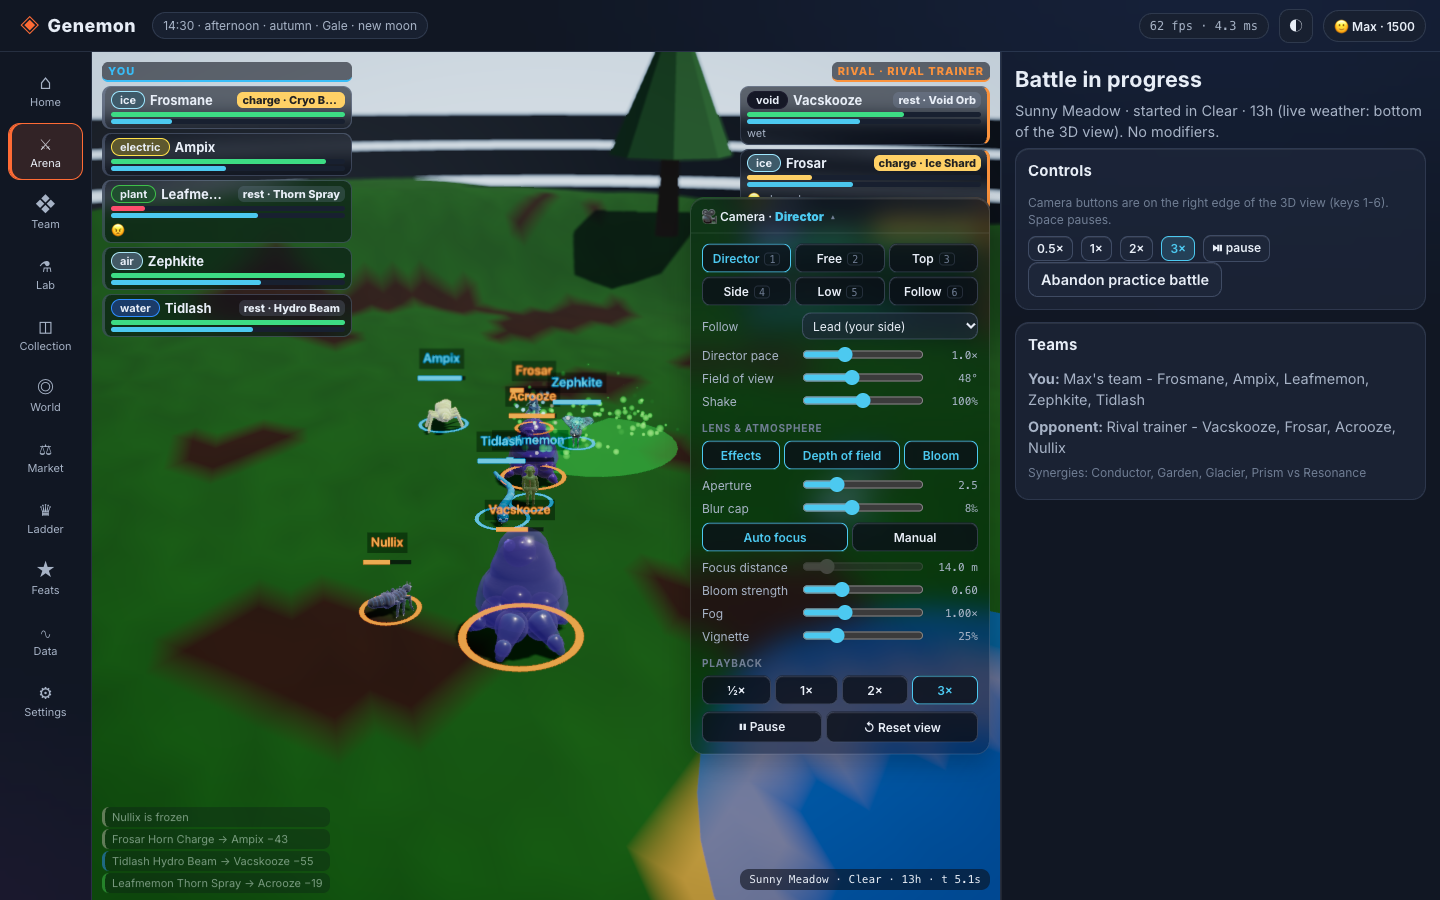 Genemon
14:30 · afternoon · autumn · Gale · new moon
62 fps · 4.3 ms
Max · 1500
Home
Arena
Team
Lab
Collection
World
Market
Ladder
Feats
Data
Settings
YOU
ice Frosmane charge · Cryo B...
electric Ampix
plant Leafme... rest · Thorn Spray
air Zephkite
water Tidlash rest · Hydro Beam
RIVAL · RIVAL TRAINER
void Vacskooze rest · Void Orb
wet
ice Frosar charge · Ice Shard
Camera · Director
Director 1 Free 2 Top 3
Side 4 Low 5 Follow 6
Follow Lead (your side)
Director pace 1.0×
Field of view 48°
Shake 100%
LENS & ATMOSPHERE
Effects Depth of field Bloom
Aperture 2.5
Blur cap 8‰
Auto focus Manual
Focus distance 14.0 m
Bloom strength 0.60
Fog 1.00×
Vignette 25%
PLAYBACK
½× 1× 2× 3×
Pause Reset view
Ampix
Frosar
Zephkite
Acrooze
Tidlash
Vacskooze
Nullix
Nullix is frozen
Frosar Horn Charge → Ampix −43
Tidlash Hydro Beam → Vacskooze −55
Leafmemon Thorn Spray → Acrooze −19
Sunny Meadow · Clear · 13h · t 5.1s
Battle in progress
Sunny Meadow · started in Clear · 13h (live weather: bottom
of the 3D view). No modifiers.
Controls
Camera buttons are on the right edge of the 3D view (keys 1-6).
Space pauses.
0.5× 1× 2× 3× pause
Abandon practice battle
Teams
You: Max's team - Frosmane, Ampix, Leafmemon,
Zephkite, Tidlash
Opponent: Rival trainer - Vacskooze, Frosar, Acrooze,
Nullix
Synergies: Conductor, Garden, Glacier, Prism vs Resonance